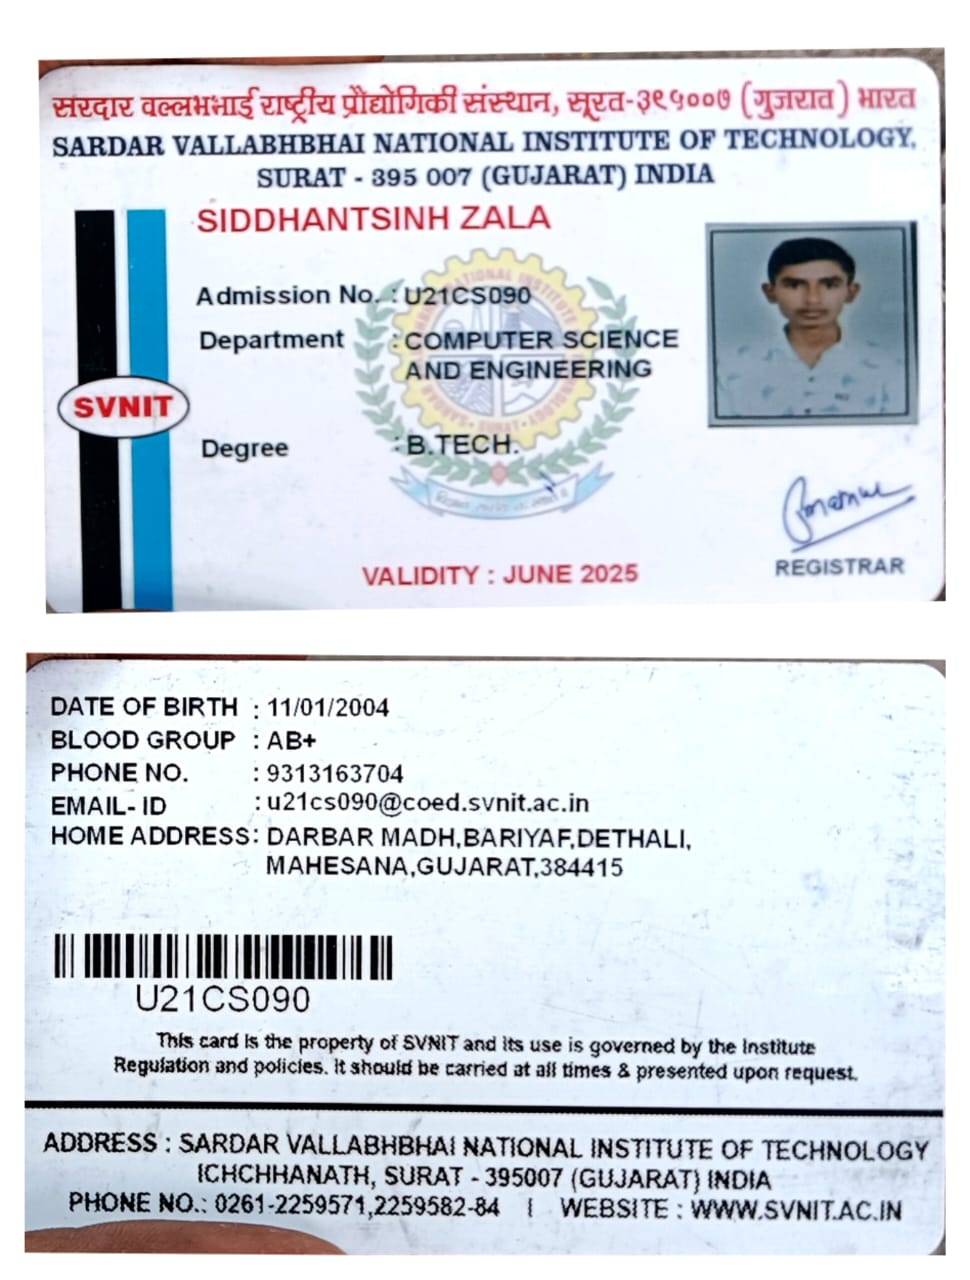 सरदार वल्लभभाई राष्ट्रीय प्रौद्योगिकी संस्थान, सूरत-३९५००७ (गुजरात) भारत
SARDAR VALLABHBHAI NATIONAL INSTITUTE OF TECHNOLOGY,
SURAT - 395 007 (GUJARAT) INDIA
SIDDHANTSINH ZALA
Admission No. : U21CS090
Department : COMPUTER SCIENCE
AND ENGINEERING
SVNIT
Degree : B.TECH.
VALIDITY : JUNE 2025
REGISTRAR
DATE OF BIRTH : 11/01/2004
BLOOD GROUP : AB+
PHONE NO. : 9313163704
EMAIL- ID : u21cs090@coed.svnit.ac.in
HOME ADDRESS: DARBAR MADH,BARIYAF,DETHALI,
MAHESANA,GUJARAT,384415
U21CS090
This card is the property of SVNIT and its use is governed by the Institute
Regulation and policies. It should be carried at all times & presented upon request.
ADDRESS : SARDAR VALLABHBHAI NATIONAL INSTITUTE OF TECHNOLOGY
ICHCHHANATH, SURAT - 395007 (GUJARAT) INDIA
PHONE NO.: 0261-2259571,2259582-84 | WEBSITE : WWW.SVNIT.AC.IN